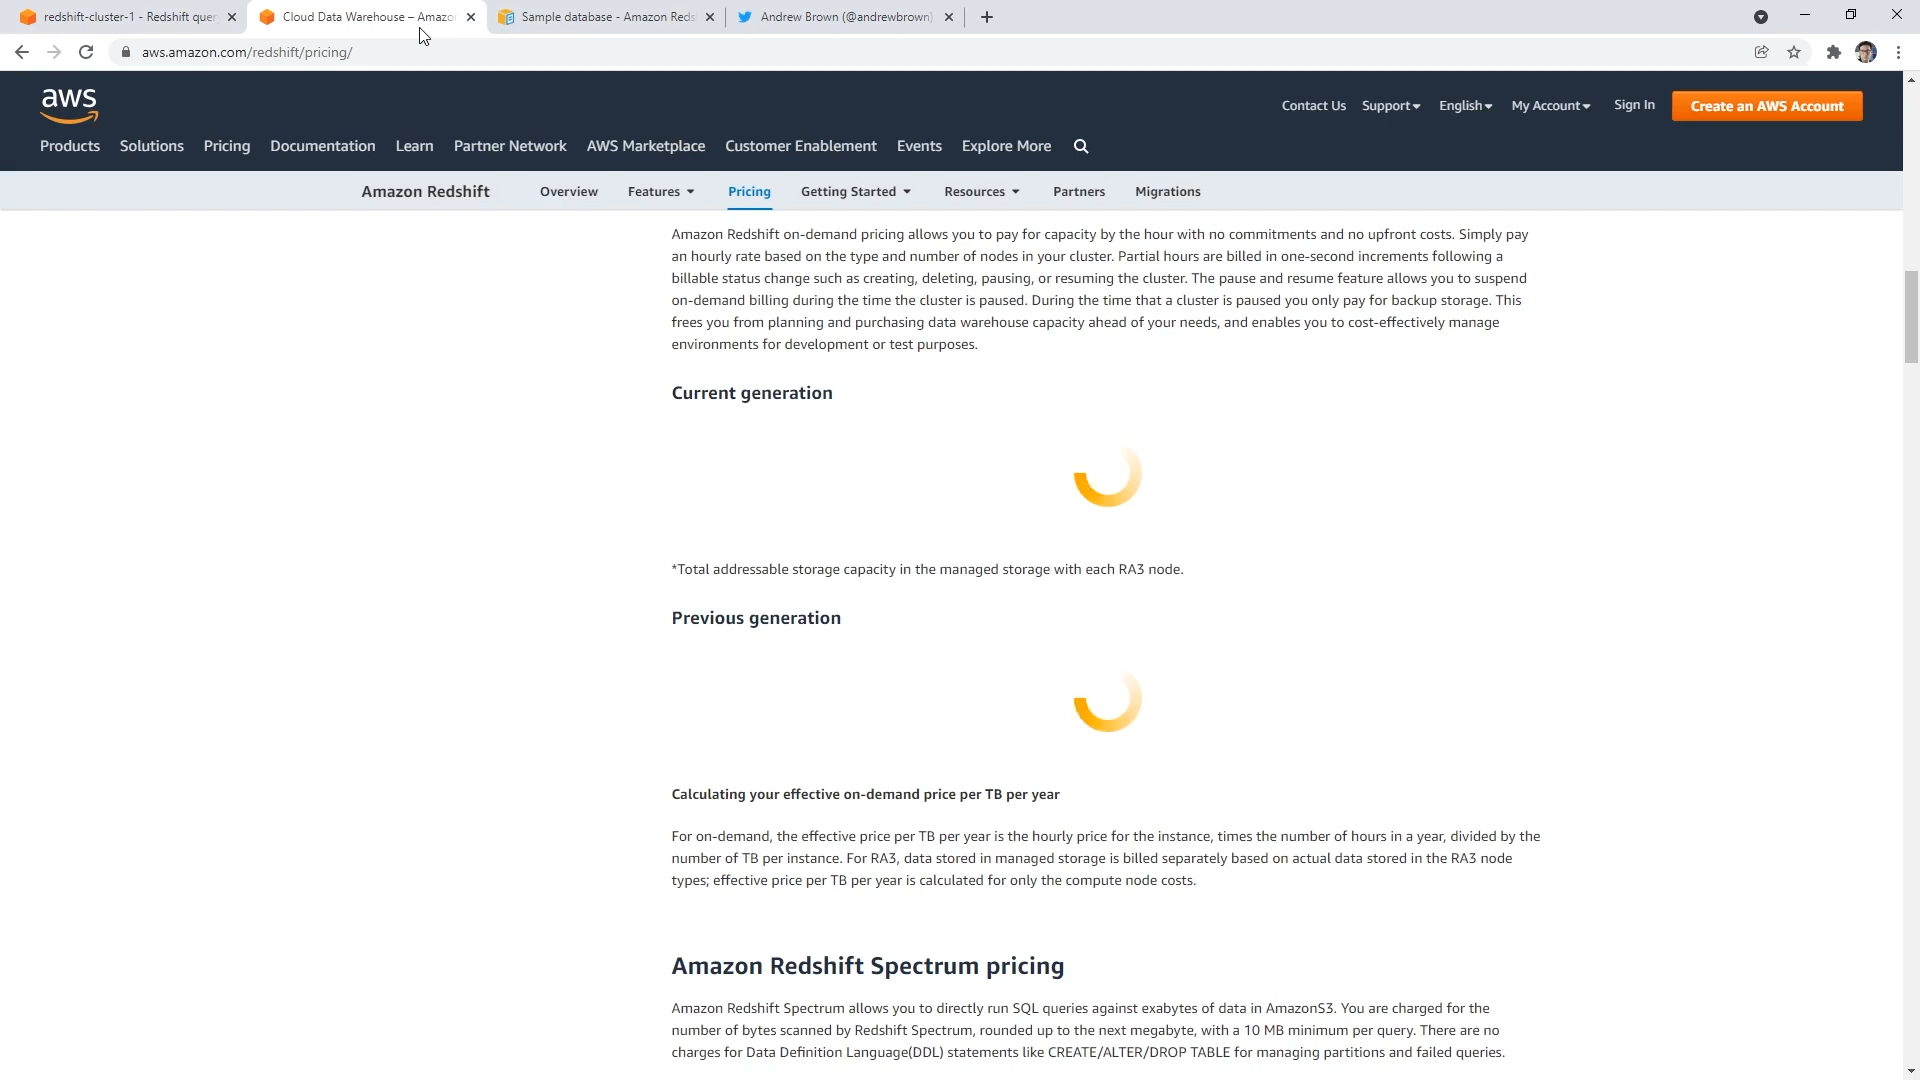 redshift-cluster-1 - Redshift quer
Cloud Data Warehouse – Amazon
Sample database - Amazon Reds
Andrew Brown (@andrewbrown)
aws.amazon.com/redshift/pricing/
aws
Contact Us
Support
English
My Account
Sign In
Create an AWS Account
Products
Solutions
Pricing
Documentation
Learn
Partner Network
AWS Marketplace
Customer Enablement
Events
Explore More
Amazon Redshift
Overview
Features
Pricing
Getting Started
Resources
Partners
Migrations
Amazon Redshift on-demand pricing allows you to pay for capacity by the hour with no commitments and no upfront costs. Simply pay
an hourly rate based on the type and number of nodes in your cluster. Partial hours are billed in one-second increments following a
billable status change such as creating, deleting, pausing, or resuming the cluster. The pause and resume feature allows you to suspend
on-demand billing during the time the cluster is paused. During the time that a cluster is paused you only pay for backup storage. This
frees you from planning and purchasing data warehouse capacity ahead of your needs, and enables you to cost-effectively manage
environments for development or test purposes.
Current generation
*Total addressable storage capacity in the managed storage with each RA3 node.
Previous generation
Calculating your effective on-demand price per TB per year
For on-demand, the effective price per TB per year is the hourly price for the instance, times the number of hours in a year, divided by the
number of TB per instance. For RA3, data stored in managed storage is billed separately based on actual data stored in the RA3 node
types; effective price per TB per year is calculated for only the compute node costs.
Amazon Redshift Spectrum pricing
Amazon Redshift Spectrum allows you to directly run SQL queries against exabytes of data in AmazonS3. You are charged for the
number of bytes scanned by Redshift Spectrum, rounded up to the next megabyte, with a 10 MB minimum per query. There are no
charges for Data Definition Language(DDL) statements like CREATE/ALTER/DROP TABLE for managing partitions and failed queries.